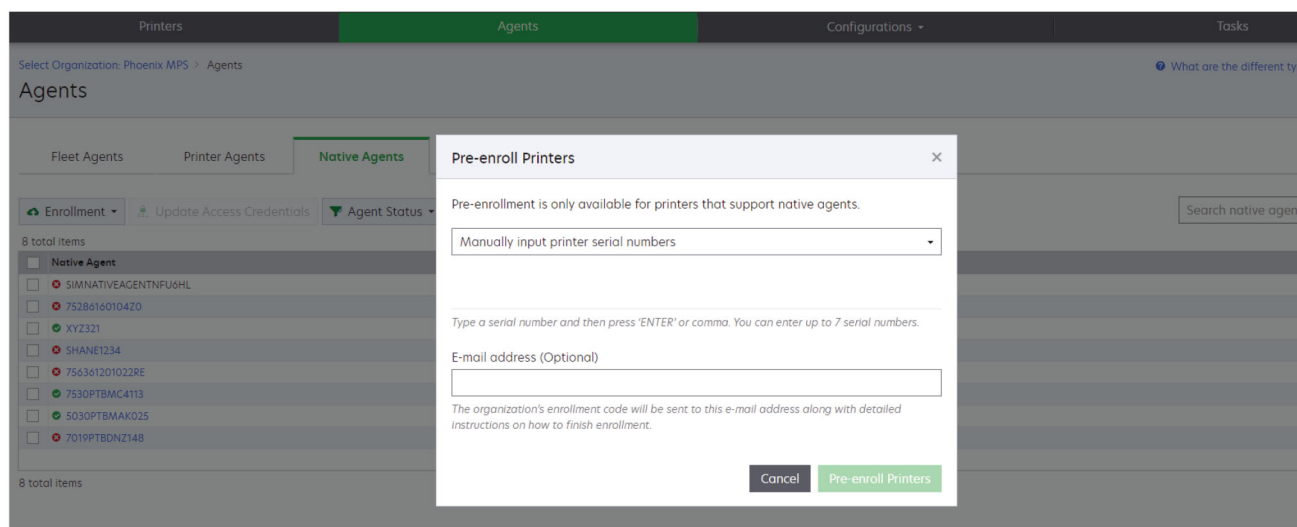 Printers
Agents
Configurations
Tasks
Select Organization: Phoenix MPS > Agents
What are the different ty
Agents
Fleet Agents
Printer Agents
Native Agents
Enrollment
Update Access Credentials
Agent Status
Search native agen
8 total items
Native Agent
SIMNATIVEAGENTNFU6HL
75286160104Z0
XYZ321
SHANE1234
756361201022RE
7530PTBMC4113
5030PTBMAK025
7019PTBDNZ148
8 total items
Pre-enroll Printers
Pre-enrollment is only available for printers that support native agents.
Manually input printer serial numbers
Type a serial number and then press 'ENTER' or comma. You can enter up to 7 serial numbers.
E-mail address (Optional)
The organization's enrollment code will be sent to this e-mail address along with detailed
instructions on how to finish enrollment.
Cancel
Pre-enroll Printers